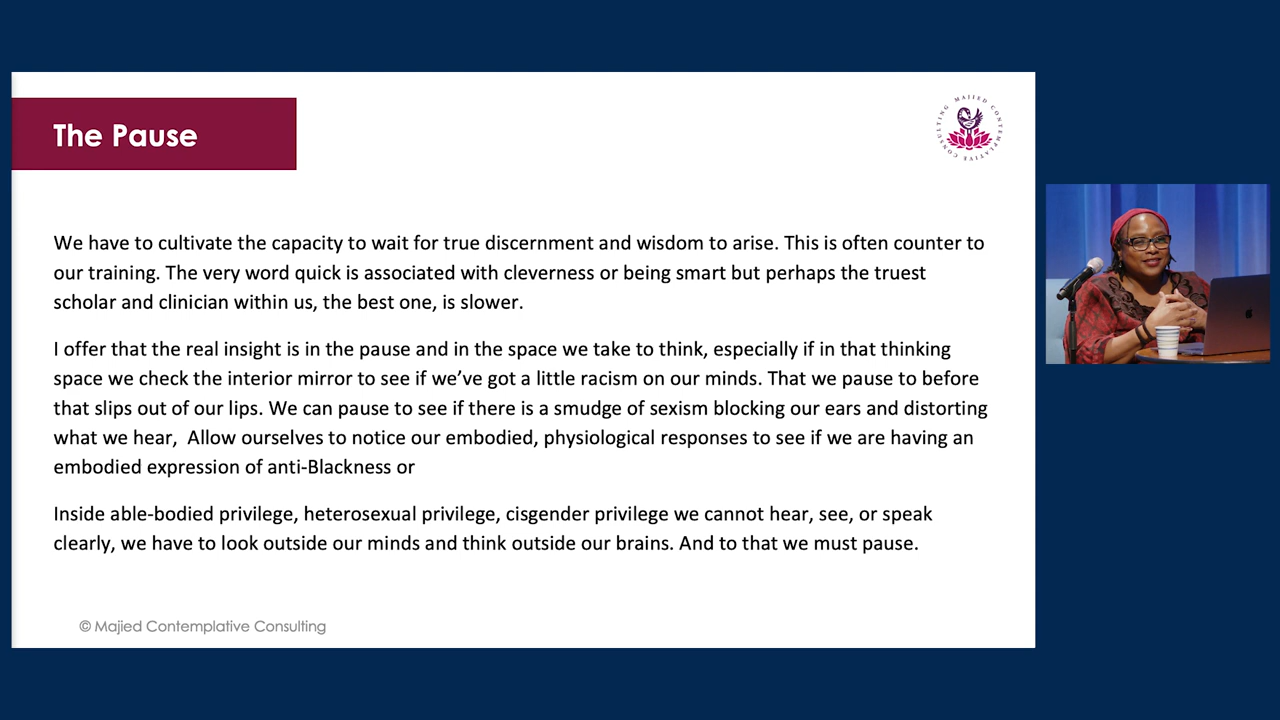 The Pause
MAJIED CONTEMPLATIVE CONSULTING
We have to cultivate the capacity to wait for true discernment and wisdom to arise. This is often counter to
our training. The very word quick is associated with cleverness or being smart but perhaps the truest
scholar and clinician within us, the best one, is slower.
I offer that the real insight is in the pause and in the space we take to think, especially if in that thinking
space we check the interior mirror to see if we’ve got a little racism on our minds. That we pause to before
that slips out of our lips. We can pause to see if there is a smudge of sexism blocking our ears and distorting
what we hear,  Allow ourselves to notice our embodied, physiological responses to see if we are having an
embodied expression of anti-Blackness or
Inside able-bodied privilege, heterosexual privilege, cisgender privilege we cannot hear, see, or speak
clearly, we have to look outside our minds and think outside our brains. And to that we must pause.
© Majied Contemplative Consulting